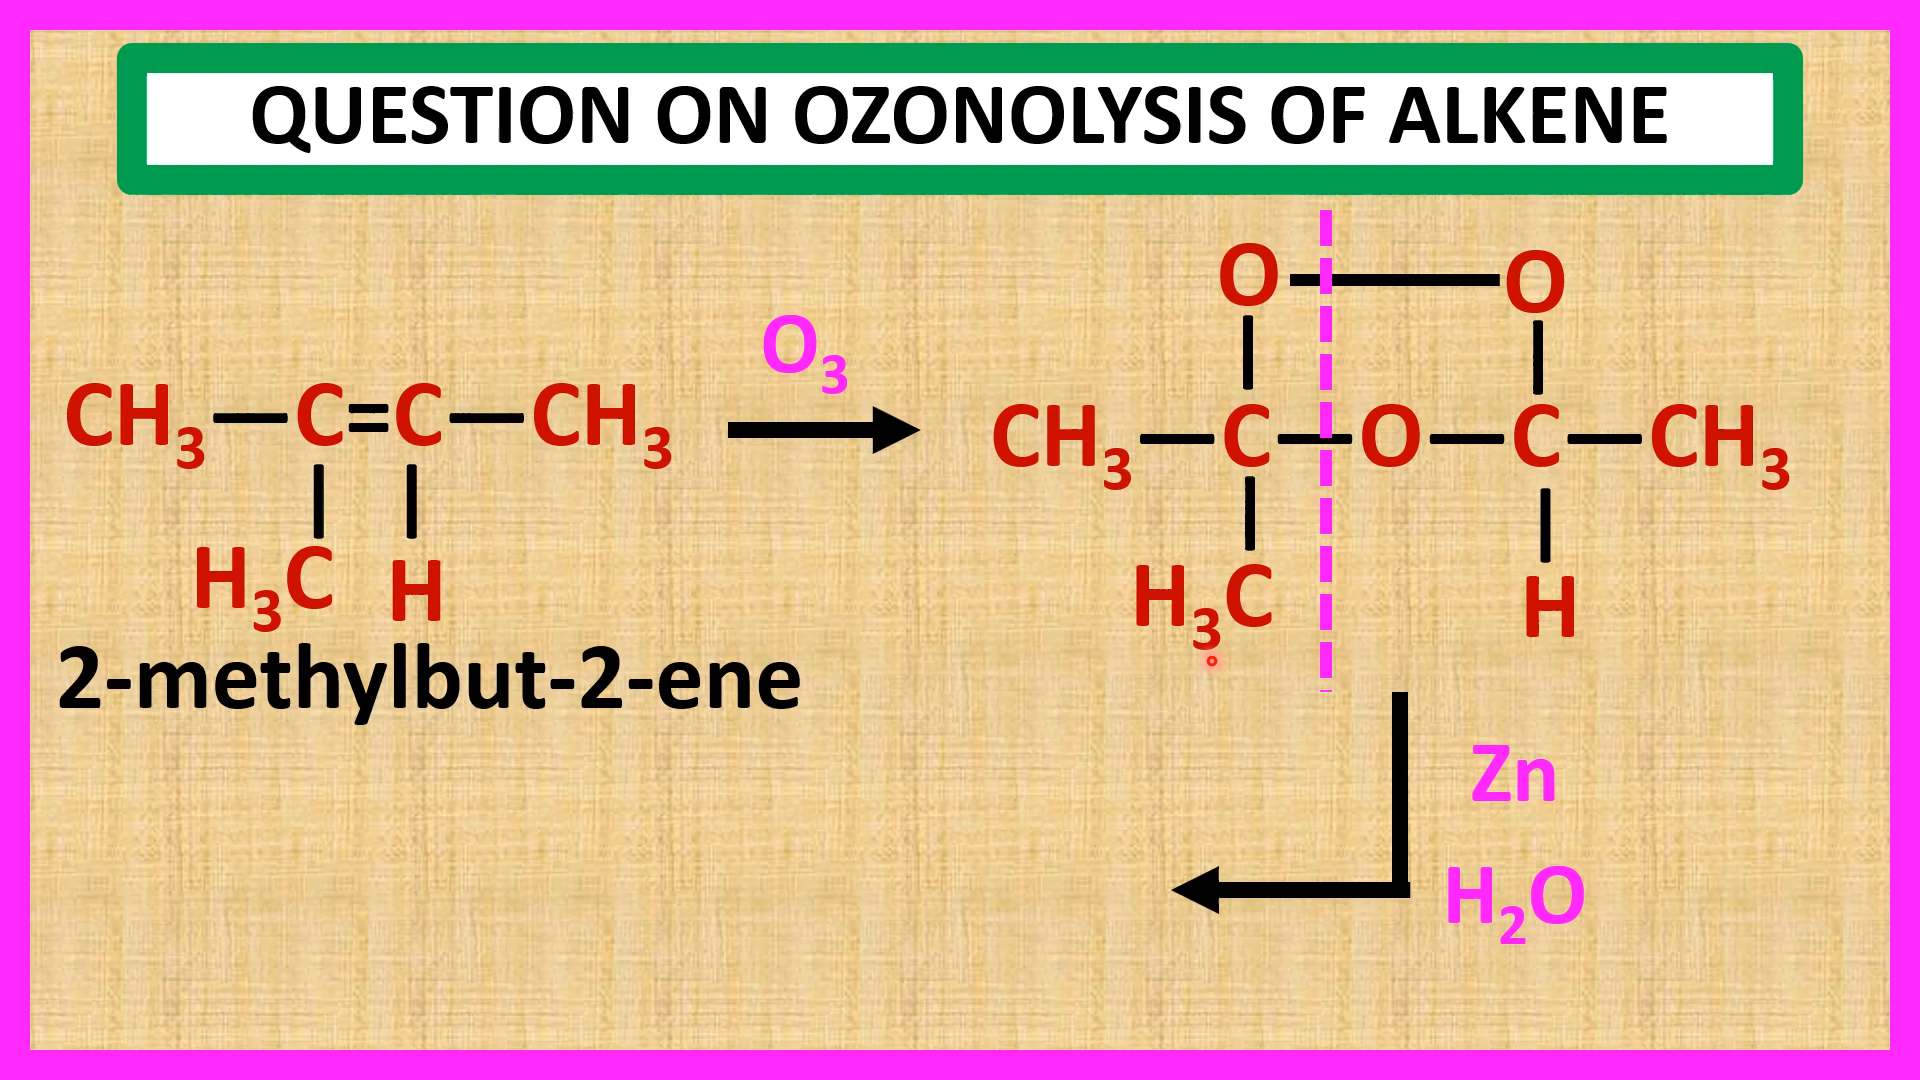 QUESTION ON OZONOLYSIS OF ALKENE
O O
O₃
CH₃ C=C CH₃
CH₃ C O C CH₃
H₃C H
H₃C H
2-methylbut-2-ene
Zn
H₂O